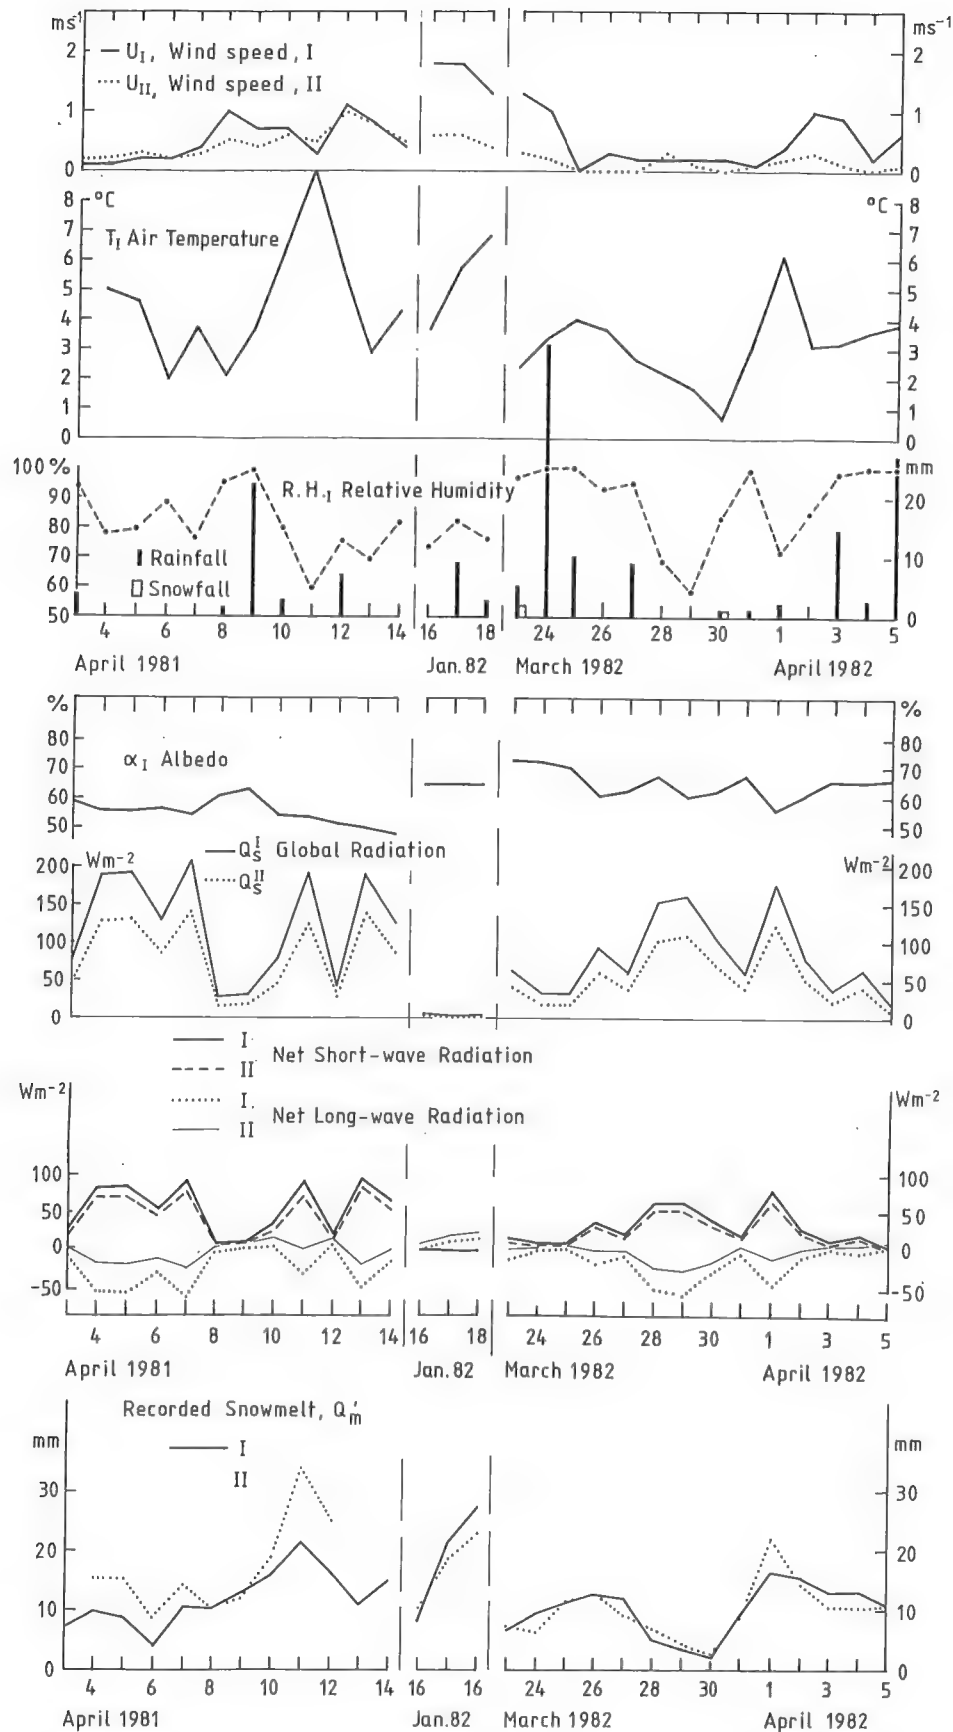 ms⁻¹ ms⁻¹
2 — U_I, Wind speed, I 2
····· U_II, Wind speed, II
1 1
0 0
°C °C
8 8
7 T_I Air Temperature 7
6 6
5 5
4 4
3 3
2 2
1 1
0 0
100 % R.H._I Relative Humidity mm
90 20
80
70 Rainfall 10
60 Snowfall
50 0
4 6 8 10 12 14 16 18 24 26 28 30 1 3 5
April 1981 Jan. 82 March 1982 April 1982
% %
80 80
70 α_I Albedo 70
60 60
50 50
Wm⁻² — Q_S^I Global Radiation Wm⁻²
200 ····· Q_S^II 200
150 150
100 100
50 50
0 0
I Net Short-wave Radiation
II
Wm⁻² I. Net Long-wave Radiation Wm⁻²
II
100 100
50 50
0 0
-50 -50
4 6 8 10 12 14 16 18 24 26 28 30 1 3 5
April 1981 Jan. 82 March 1982 April 1982
Recorded Snowmelt, Q_m′
mm I mm
II
30 30
20 20
10 10
0 0
4 6 8 10 12 14 16 16 24 26 28 30 1 3 5
April 1981 Jan. 82 March 1982 April 1982